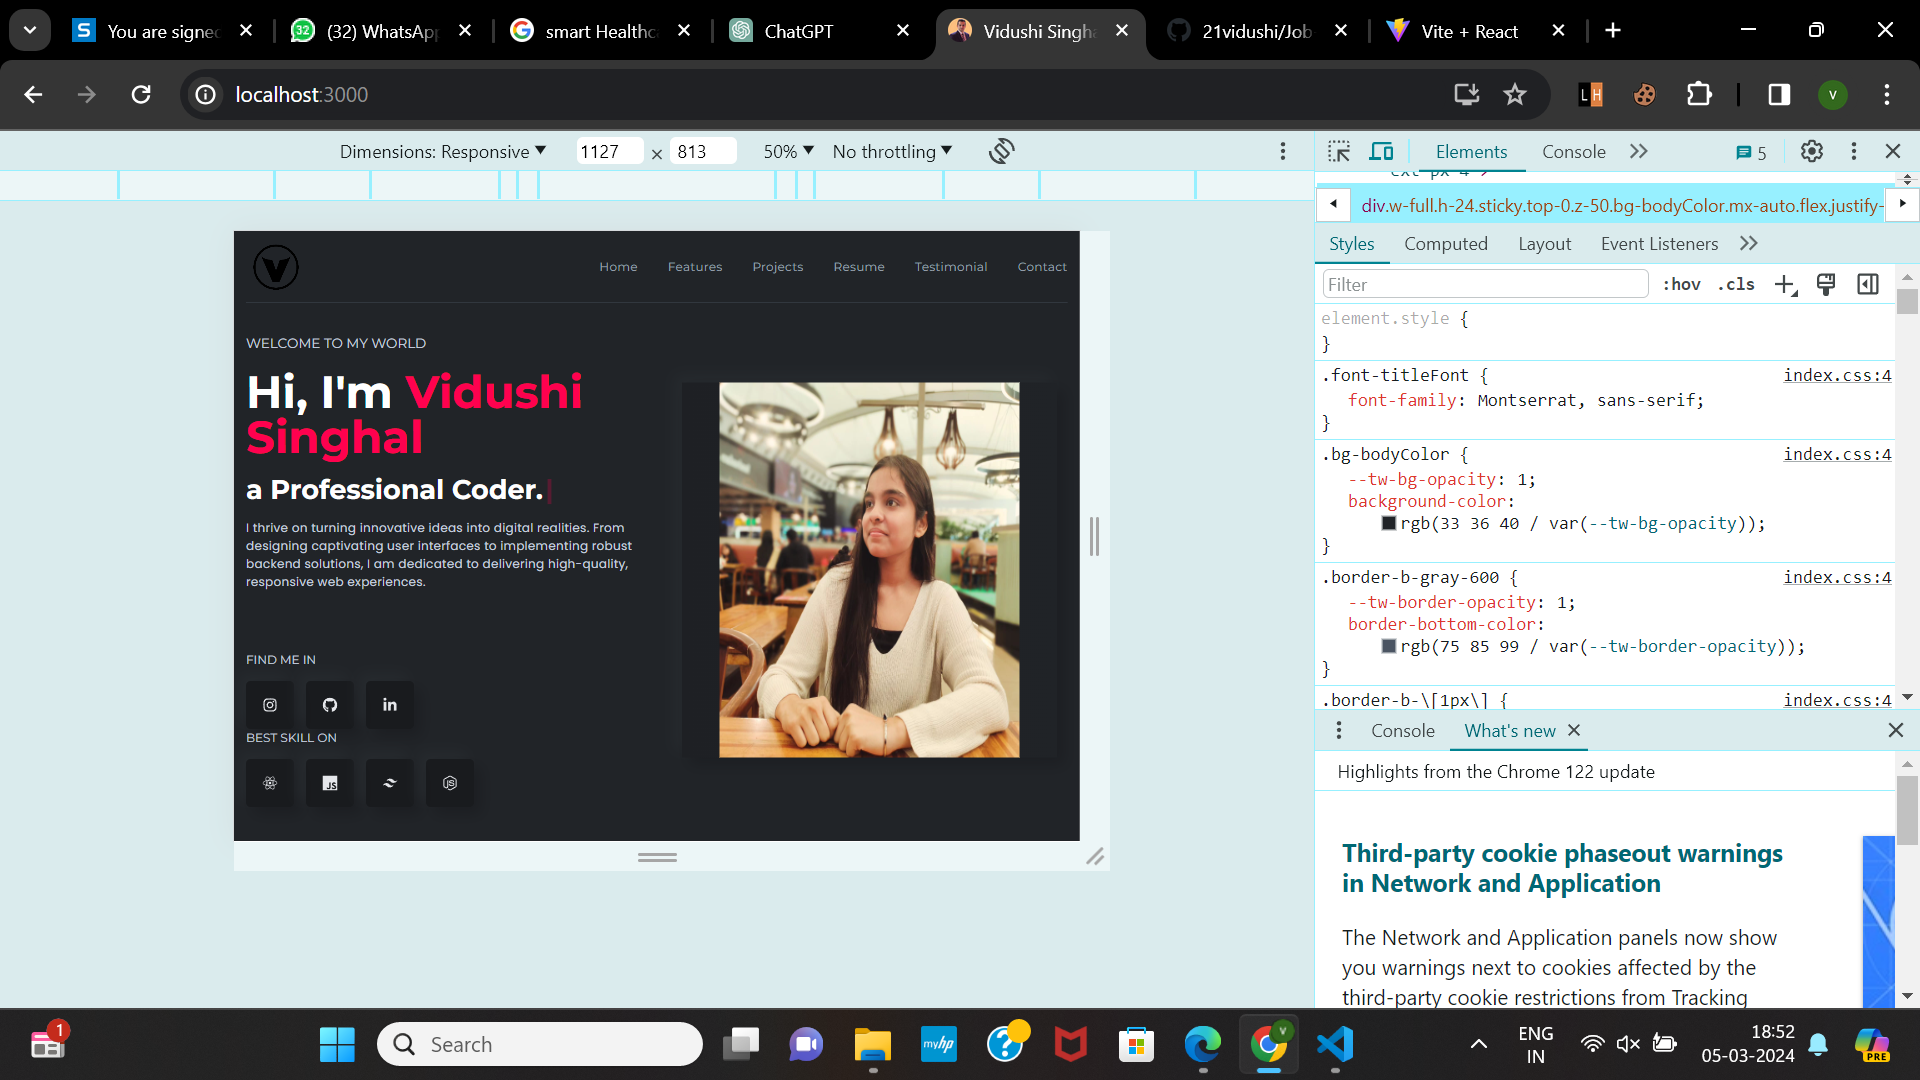 You are signe
(32) WhatsApp
smart Healthca
ChatGPT
Vidushi Singha
21vidushi/Job
Vite + React
localhost:3000
LH
V
Dimensions: Responsive
1127
×
813
50%
No throttling
Elements
Console
5
div.w-full.h-24.sticky.top-0.z-50.bg-bodyColor.mx-auto.flex.justify-
Styles
Computed
Layout
Event Listeners
Filter
:hov
.cls
element.style {
}
.font-titleFont {
index.css:4
font-family: Montserrat, sans-serif;
}
.bg-bodyColor {
index.css:4
--tw-bg-opacity: 1;
background-color:
rgb(33 36 40 / var(--tw-bg-opacity));
}
.border-b-gray-600 {
index.css:4
--tw-border-opacity: 1;
border-bottom-color:
rgb(75 85 99 / var(--tw-border-opacity));
}
.border-b-\[1px\] {
index.css:4
V
Home
Features
Projects
Resume
Testimonial
Contact
WELCOME TO MY WORLD
Hi, I'm Vidushi
Singhal
a Professional Coder.
I thrive on turning innovative ideas into digital realities. From
designing captivating user interfaces to implementing robust
backend solutions, I am dedicated to delivering high-quality,
responsive web experiences.
FIND ME IN
in
BEST SKILL ON
JS
JS
Console
What's new
Highlights from the Chrome 122 update
Third-party cookie phaseout warnings
in Network and Application
The Network and Application panels now show
you warnings next to cookies affected by the
third-party cookie restrictions from Tracking
1
Search
myhp
?
V
ENG
IN
18:52
05-03-2024
PRE